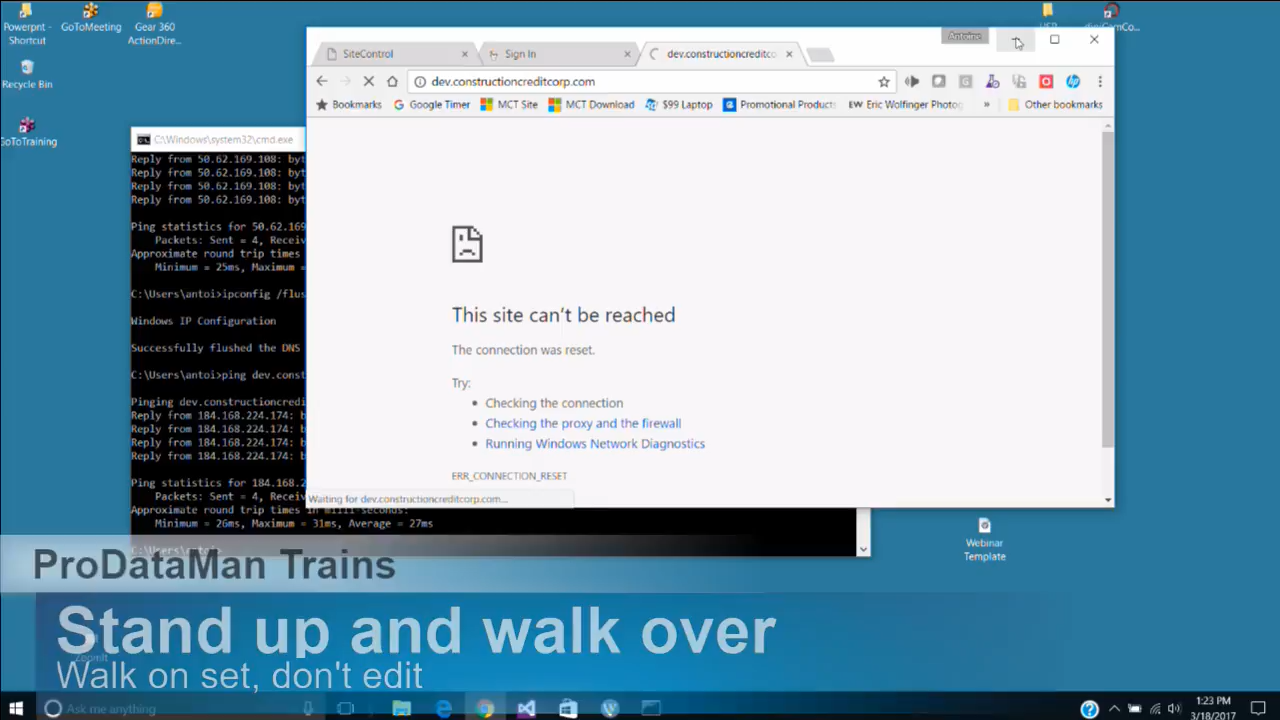 Powerpnt -
Shortcut
GoToMeeting
Gear 360
ActionDire...
Recycle Bin
GoToTraining
Antoine
SiteControl
Sign In
dev.constructioncreditco
dev.constructioncreditcorp.com
Bookmarks
Google Timer
MCT Site
MCT Download
$99 Laptop
Promotional Product
EW Eric Wolfinger Photo
»
Other bookmarks
C:\Windows\system32\cmd.exe
Reply from 50.62.169.108: byt
Reply from 50.62.169.108: byt
Reply from 50.62.169.108: byt
Reply from 50.62.169.108: byt
Ping statistics for 50.62.169
Packets: Sent = 4, Receiv
Approximate round trip times
Minimum = 25ms, Maximum =
C:\Users\antoi>ipconfig /flus
Windows IP Configuration
Successfully flushed the DNS
C:\Users\antoi>ping dev.const
Pinging dev.constructioncredi
Reply from 184.168.224.174: b
Reply from 184.168.224.174: b
Reply from 184.168.224.174: b
Reply from 184.168.224.174: b
Ping statistics for 184.168.2
Packets: Sent = 4, Receiv
Approximate round trip times in milli-seconds:
Minimum = 26ms, Maximum = 31ms, Average = 27ms
C:\Users\antoi>
This site can't be reached
The connection was reset.
Try:
Checking the connection
Checking the proxy and the firewall
Running Windows Network Diagnostics
ERR_CONNECTION_RESET
Waiting for dev.constructioncreditcorp.com...
Webinar
Template
ProDataMan Trains
Stand up and walk over
Walk on set, don't edit
ZoomIt
Ask me anything
1:23 PM
3/18/2017